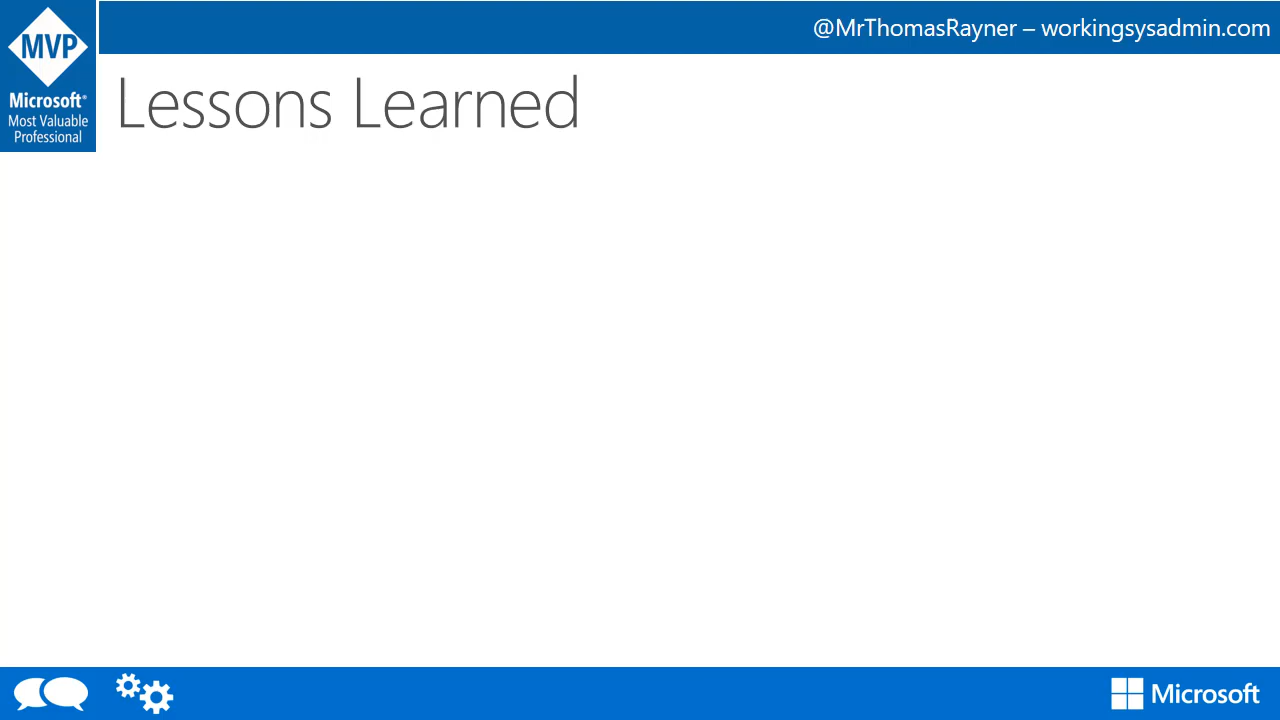 @MrThomasRayner – workingsysadmin.com
MVP
Microsoft®
Most Valuable
Professional
Lessons Learned
Microsoft